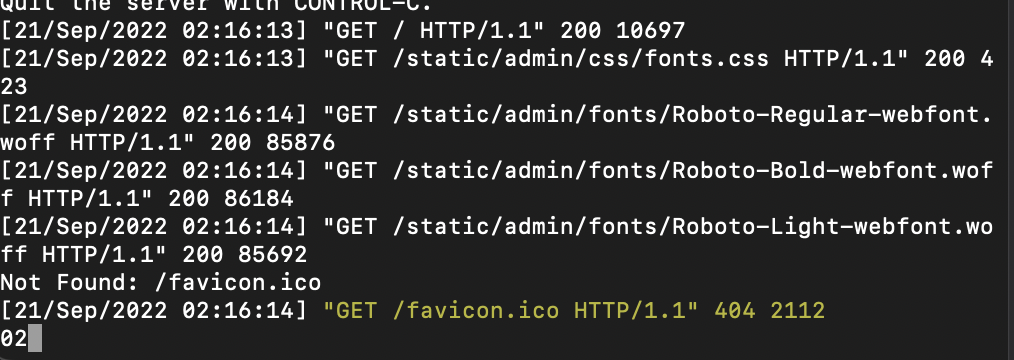 Quit the server with CONTROL-C.
[21/Sep/2022 02:16:13] "GET / HTTP/1.1" 200 10697
[21/Sep/2022 02:16:13] "GET /static/admin/css/fonts.css HTTP/1.1" 200 4
23
[21/Sep/2022 02:16:14] "GET /static/admin/fonts/Roboto-Regular-webfont.
woff HTTP/1.1" 200 85876
[21/Sep/2022 02:16:14] "GET /static/admin/fonts/Roboto-Bold-webfont.wof
f HTTP/1.1" 200 86184
[21/Sep/2022 02:16:14] "GET /static/admin/fonts/Roboto-Light-webfont.wo
ff HTTP/1.1" 200 85692
Not Found: /favicon.ico
[21/Sep/2022 02:16:14] "GET /favicon.ico HTTP/1.1" 404 2112
02